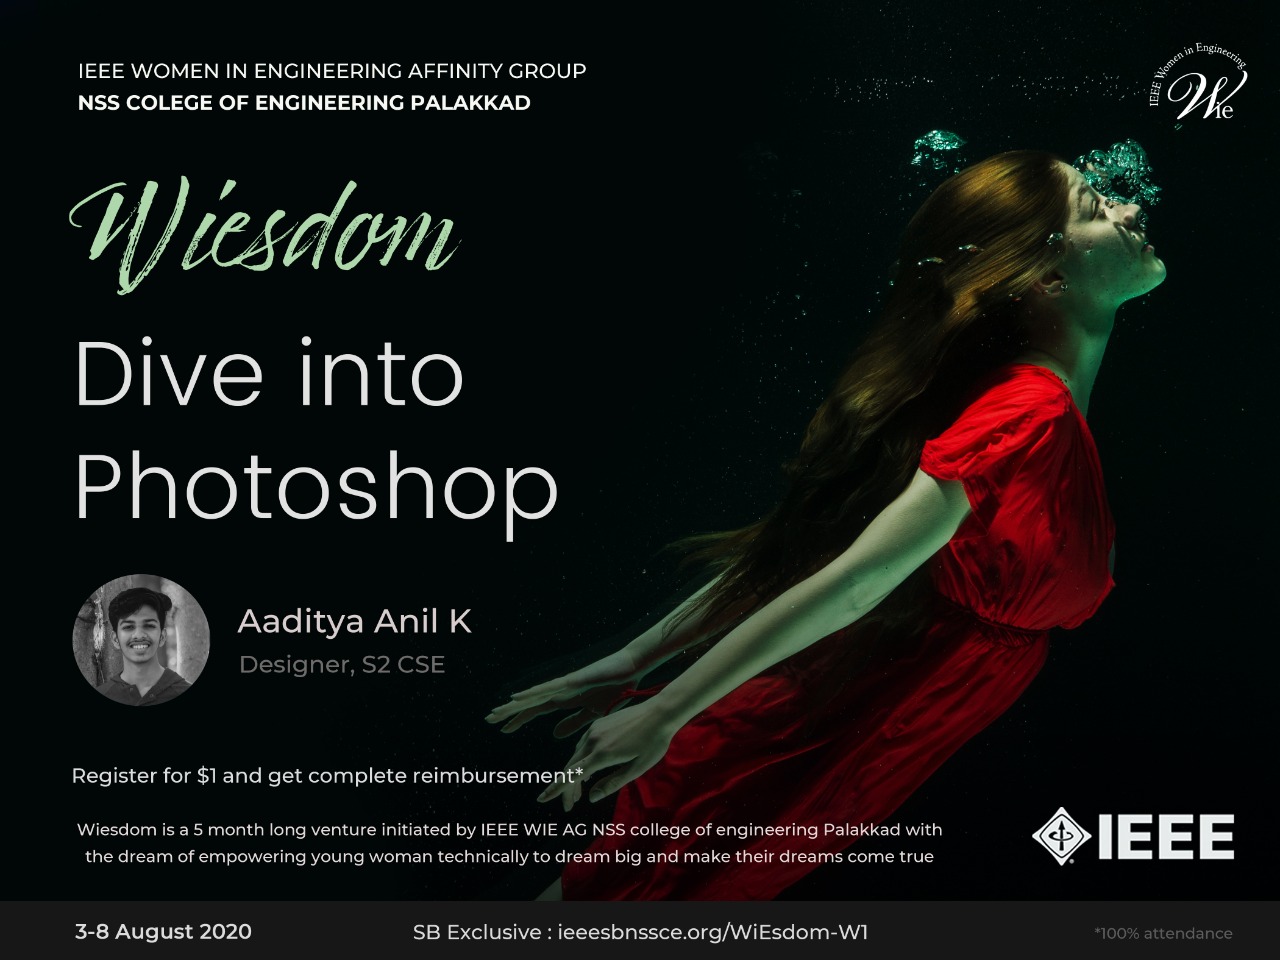 IEEE WOMEN IN ENGINEERING AFFINITY GROUP
NSS COLEGE OF ENGINEERING PALAKKAD
IEEE Women in Engineering
Wie
Wiesdom
Dive into
Photoshop
Aaditya Anil K
Designer, S2 CSE
Register for $1 and get complete reimbursement*
Wiesdom is a 5 month long venture initiated by IEEE WIE AG NSS college of engineering Palakkad with
the dream of empowering young woman technically to dream big and make their dreams come true
IEEE
3-8 August 2020
SB Exclusive : ieeesbnssce.org/WiEsdom-W1
*100% attendance